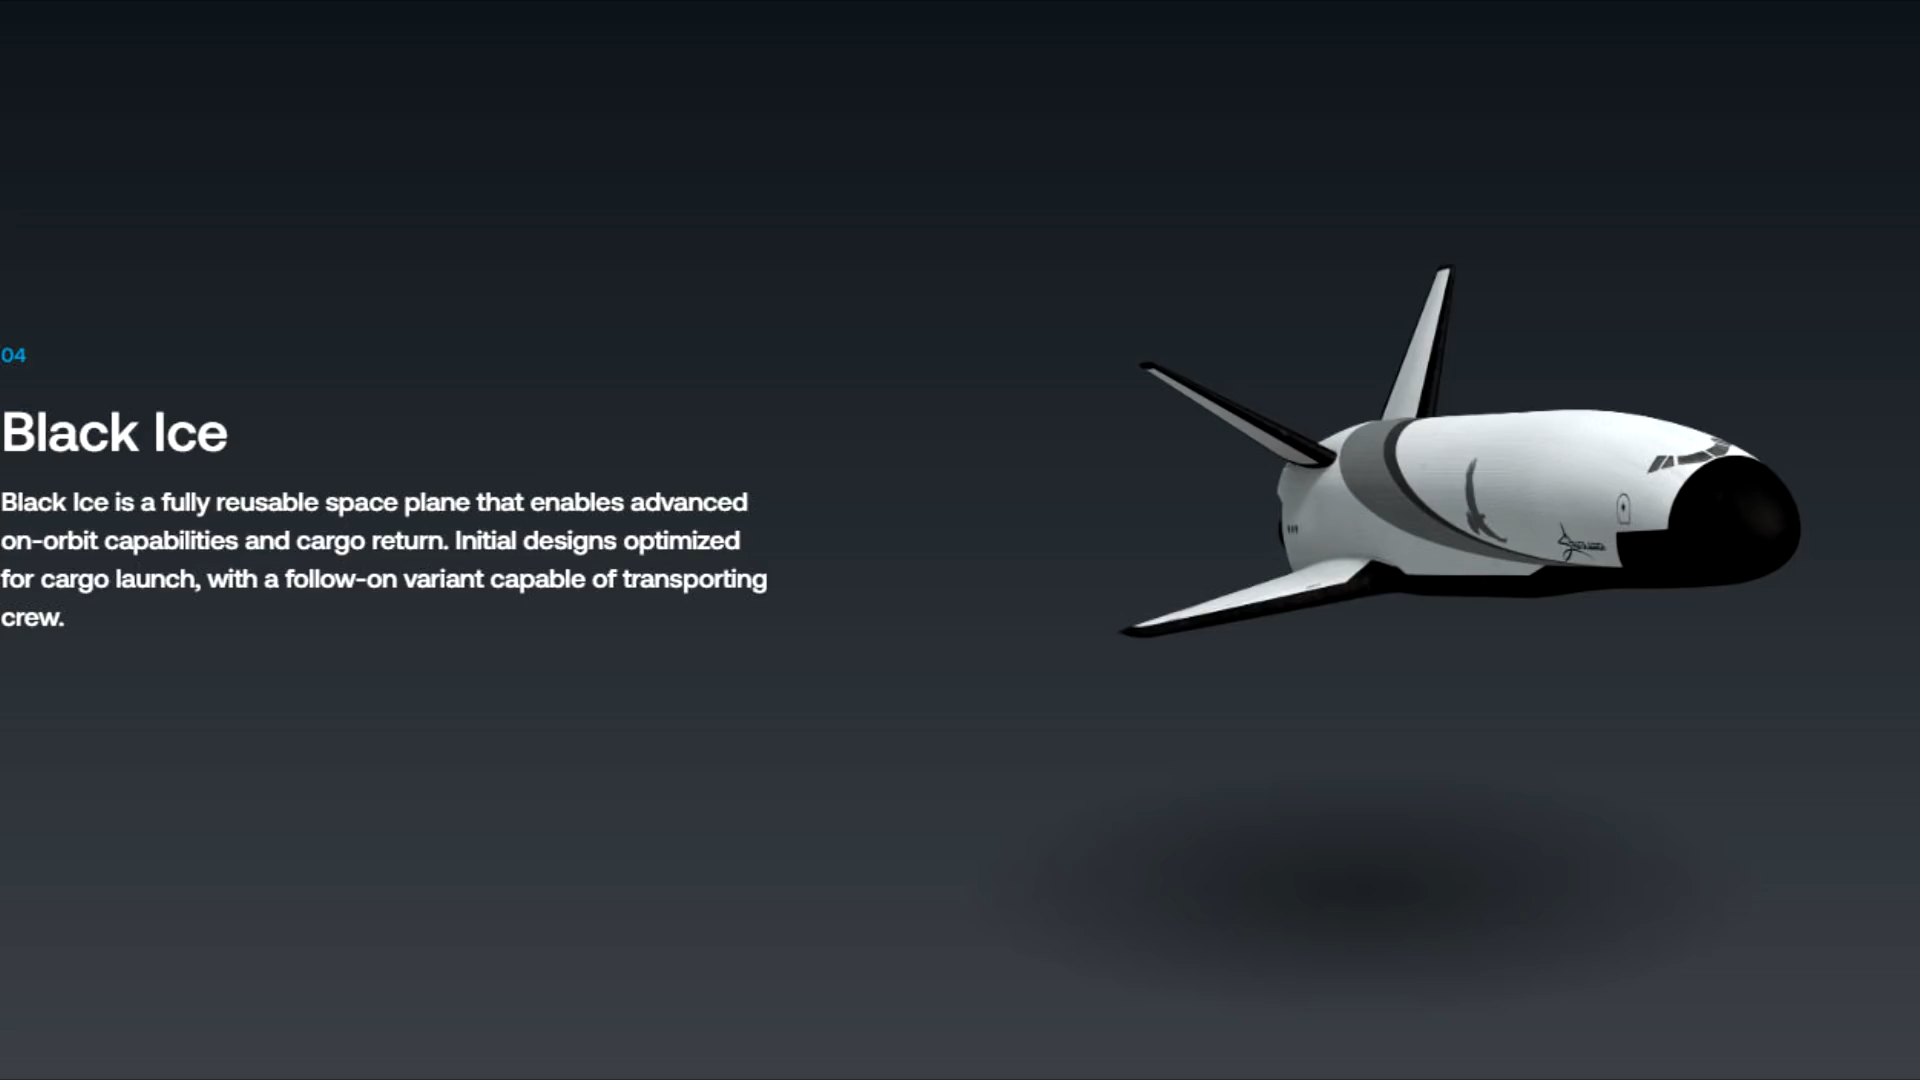 04
Black Ice
Black Ice is a fully reusable space plane that enables advanced
on-orbit capabilities and cargo return. Initial designs optimized
for cargo launch, with a follow-on variant capable of transporting
crew.